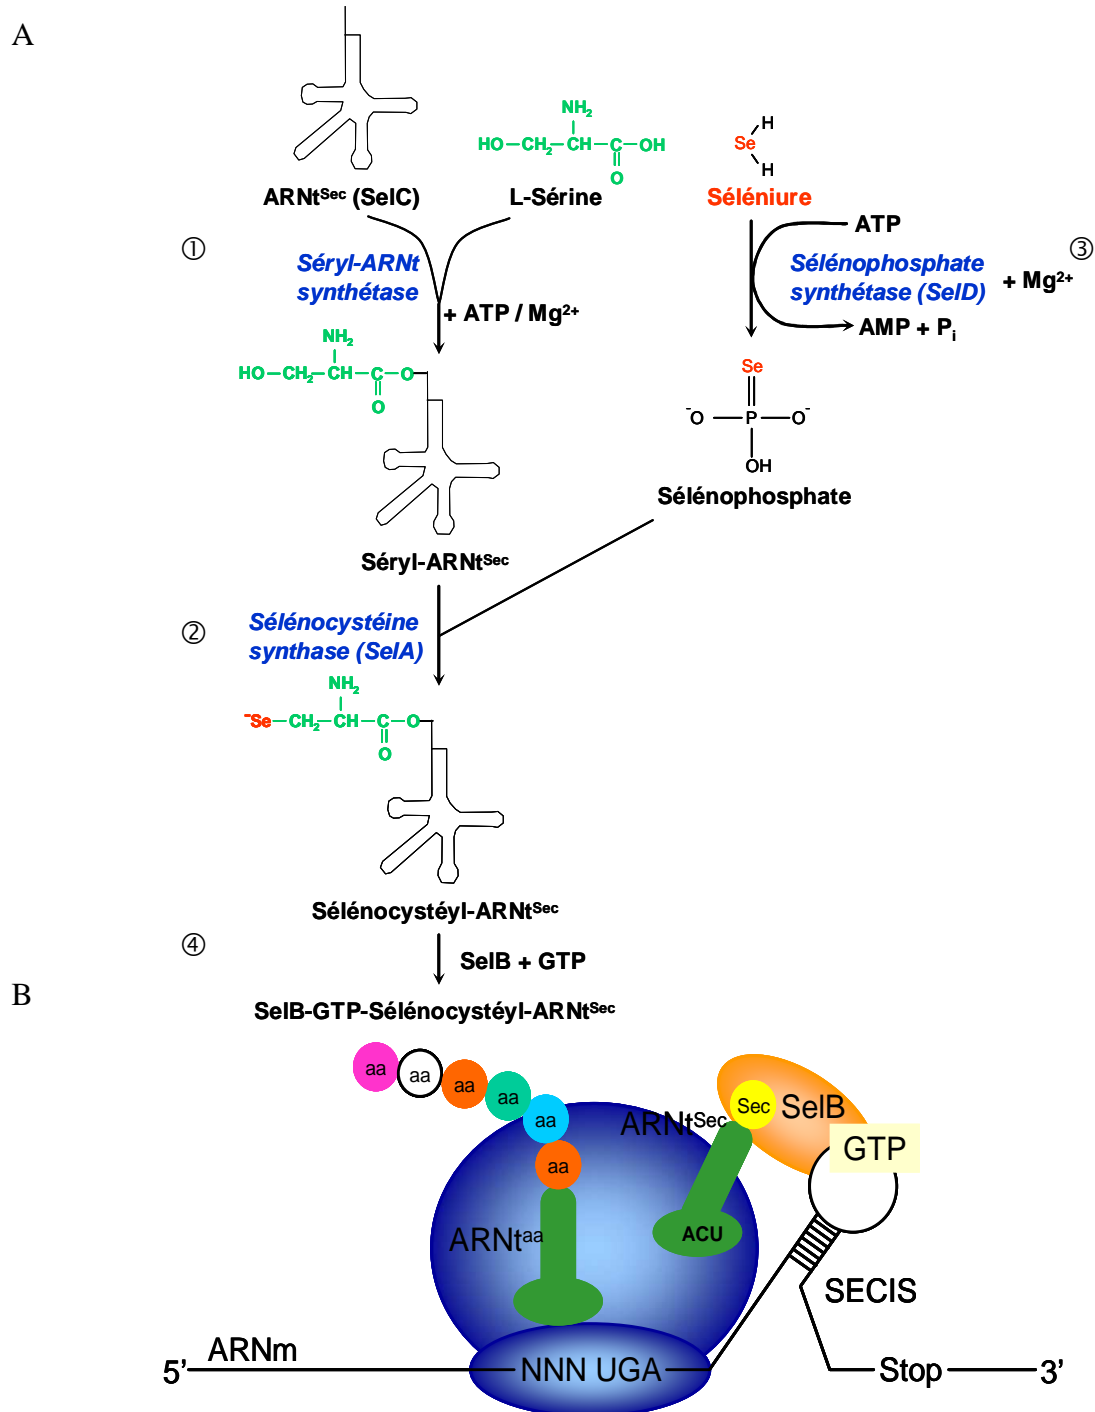 A
NH2
HO-CH2-CH-C-OH
O
H
Se
H
ARNtSec (SelC)
L-Sérine
Séléniure
①
Séryl-ARNt
synthétase
+ ATP / Mg2+
ATP
Sélénophosphate
synthétase (SelD)
+ Mg2+
③
AMP + Pi
NH2
HO-CH2-CH-C-O
O
Se
-O-P-O-
OH
Sélénophosphate
Séryl-ARNtSec
②
Sélénocystéine
synthase (SelA)
NH2
-Se-CH2-CH-C-O
O
Sélénocystéyl-ARNtSec
④
SelB + GTP
B
SelB-GTP-Sélénocystéyl-ARNtSec
aa
aa
aa
aa
aa
aa
ARNtSec
Sec
SelB
GTP
ARNtaa
ACU
SECIS
5’
ARNm
NNN UGA
Stop
3’